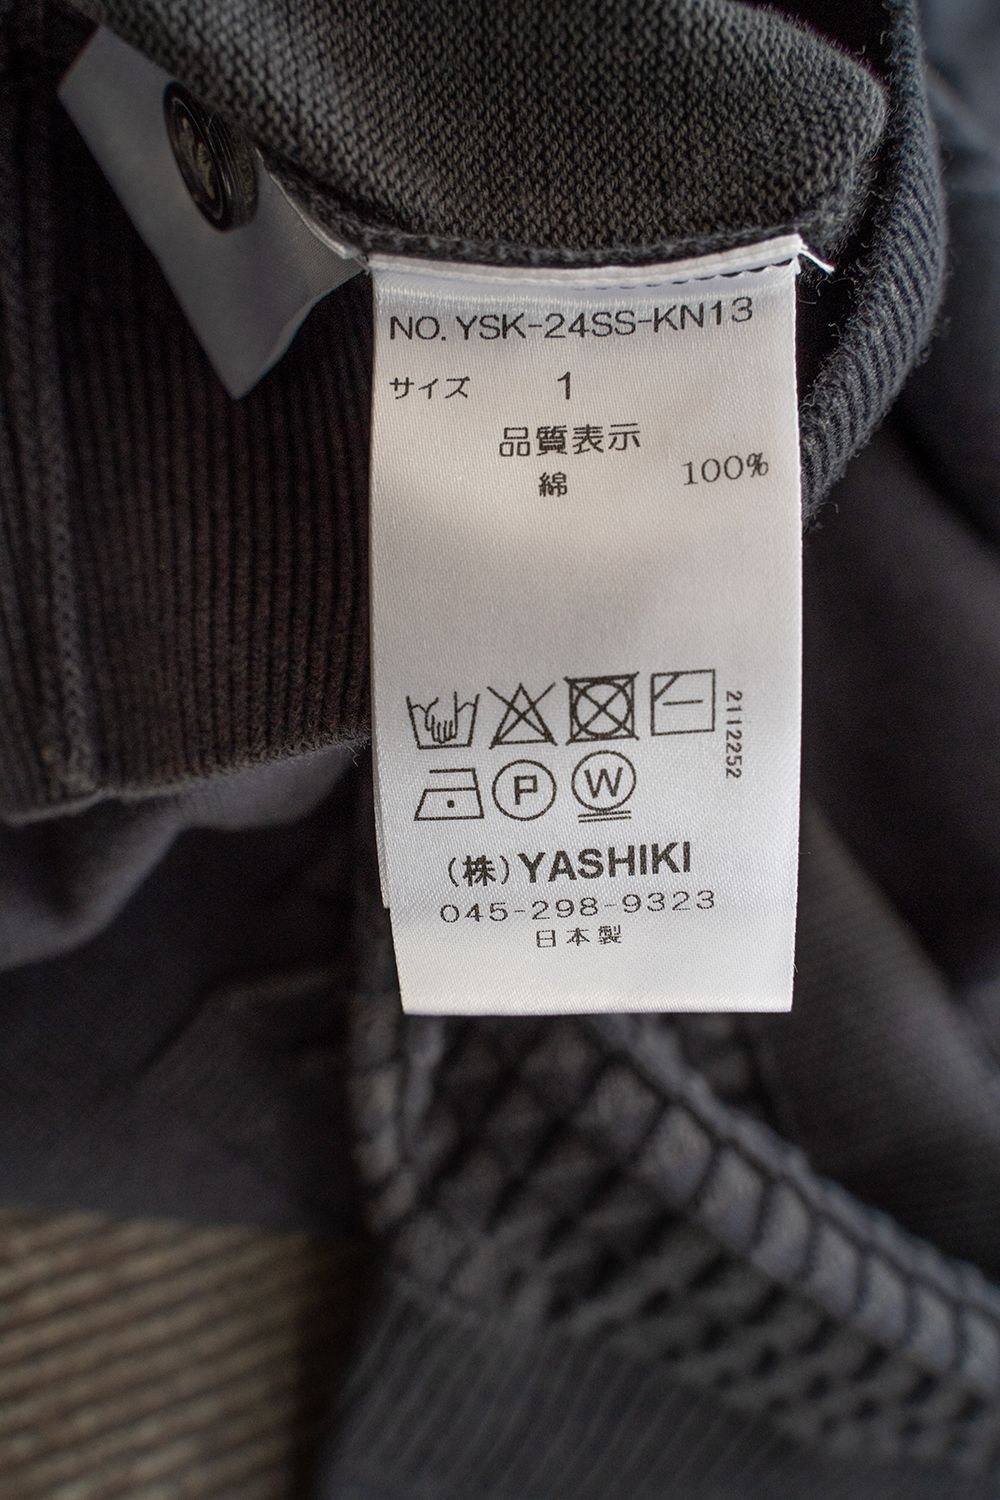 NO. YSK-24SS-KN13
サイズ 1
品質表示
綿 100%
2112252
P
W
(株) YASHIKI
045-298-9323
日本製